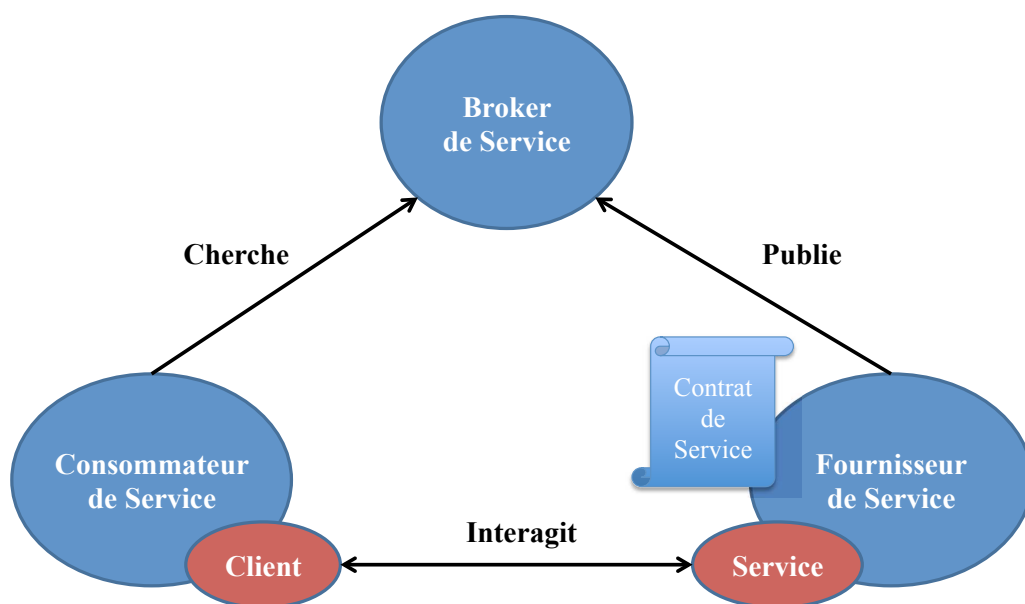 Broker
de Service
Cherche
Publie
Contrat
de
Service
Consommateur
de Service
Fournisseur
de Service
Interagit
Client
Service